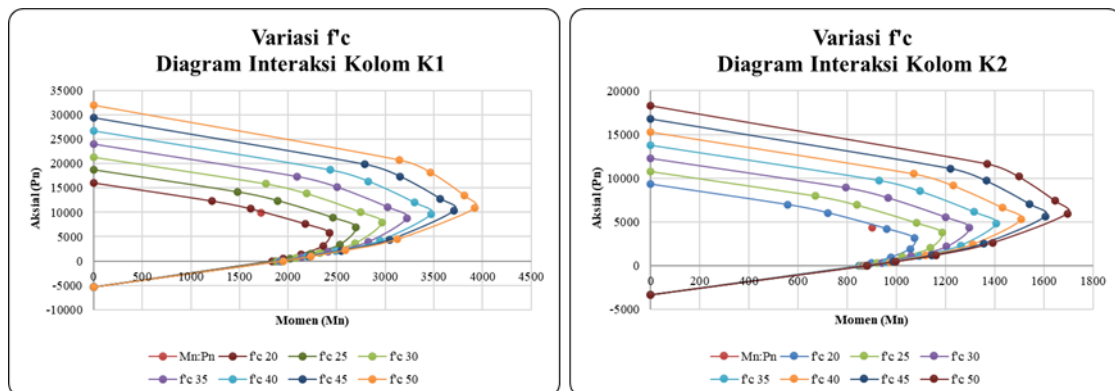 Variasi f'c
Diagram Interaksi Kolom K1
Aksial (Pn)
35000
30000
25000
20000
15000
10000
5000
0
-5000
-10000
0 500 1000 1500 2000 2500 3000 3500 4000 4500
Momen (Mn)
Mn:Pn f'c 20 f'c 25 f'c 30
f'c 35 f'c 40 f'c 45 f'c 50
Variasi f'c
Diagram Interaksi Kolom K2
Aksial (Pn)
20000
15000
10000
5000
0
-5000
0 200 400 600 800 1000 1200 1400 1600 1800
Momen (Mn)
Mn:Pn f'c 20 f'c 25 f'c 30
f'c 35 f'c 40 f'c 45 f'c 50